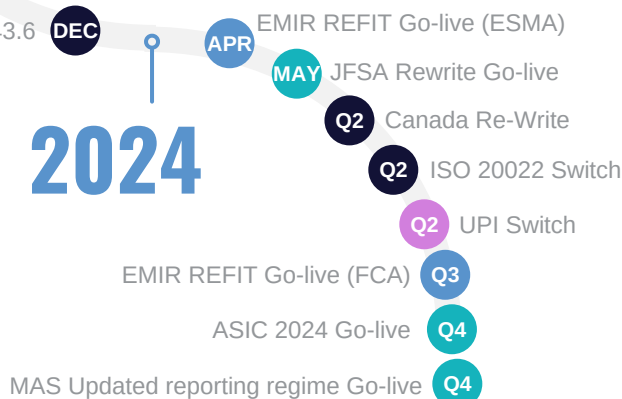 3.6 DEC
APR EMIR REFIT Go-live (ESMA)
MAY JFSA Rewrite Go-live
Q2 Canada Re-Write
2024
Q2 ISO 20022 Switch
Q2 UPI Switch
EMIR REFIT Go-live (FCA) Q3
ASIC 2024 Go-live Q4
MAS Updated reporting regime Go-live Q4